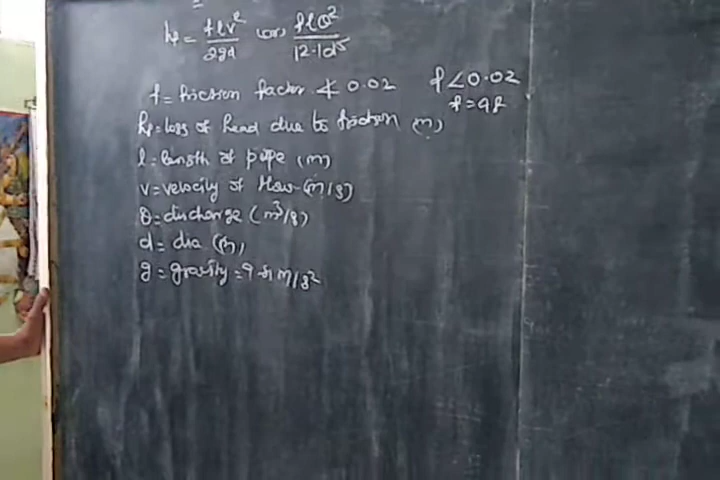 hf = flv²/2gd (or) flQ²/12.1d⁵
f = friction factor ≮ 0.02 f < 0.02
f = 4f
hf = loss of head due to friction (m)
l = length of pipe (m)
v = velocity of flow (m/s)
Q = discharge (m³/s)
d = dia (m)
g = gravity = 9.81 m/s²